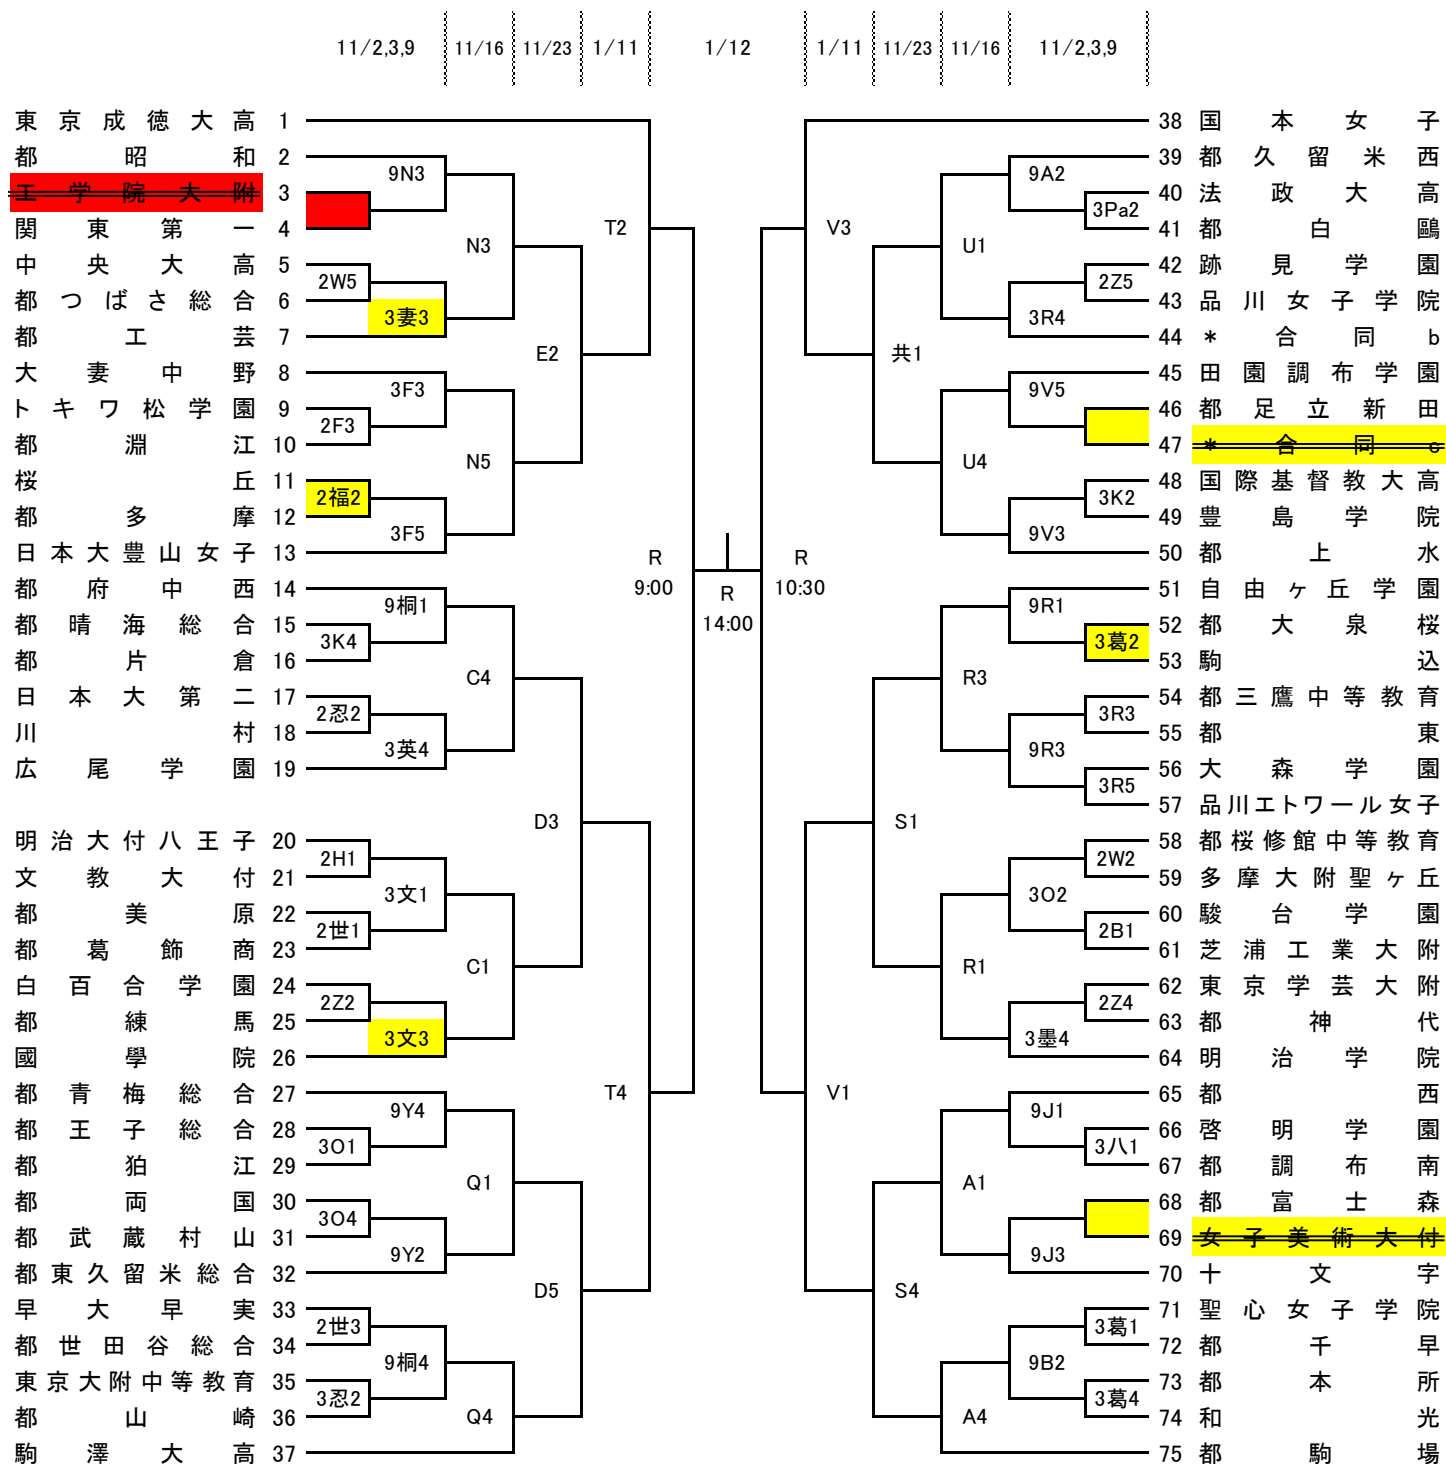 11/2,3,9 11/16 11/23 1/11 1/12 1/11 11/23 11/16 11/2,3,9
東京成徳大高 1
都昭和 2
9N3
工学院大附 3
関東第一 4
T2
N3
中央大高 5
2W5
都つばさ総合 6
3妻3
都工芸 7
E2
大妻中野 8
3F3
トキワ松学園 9
2F3
都淵江 10
N5
桜丘 11
2福2
都多摩 12
3F5
日本大豊山女子 13
都府中西 14
9桐1
都晴海総合 15
3K4
都片倉 16
C4
日本大第二 17
2忍2
川村 18
3英4
広尾学園 19
D3
明治大付八王子 20
2H1
文教大付 21
3文1
都美原 22
2世1
都葛飾商 23
C1
白百合学園 24
2Z2
都練馬 25
3文3
國學院 26
都青梅総合 27
T4
9Y4
都王子総合 28
3O1
都狛江 29
Q1
都両国 30
3O4
都武蔵村山 31
9Y2
都東久留米総合 32
D5
早大早実 33
2世3
都世田谷総合 34
9桐4
東京大附中等教育 35
3忍2
都山崎 36
Q4
駒澤大高 37
R
9:00
R
14:00
R
10:30
38 国本女子
39 都久留米西
9A2
40 法政大高
3Pa2
41 都白鷗
V3
U1
42 跡見学園
2Z5
43 品川女子学院
3R4
44 *合同b
共1
45 田園調布学園
9V5
46 都足立新田
47 *合同c
U4
48 国際基督教大高
3K2
49 豊島学院
9V3
50 都上水
51 自由ヶ丘学園
9R1
52 都大泉桜
3葛2
53 駒込
R3
54 都三鷹中等教育
3R3
55 都東
9R3
56 大森学園
3R5
57 品川エトワール女子
S1
58 都桜修館中等教育
2W2
59 多摩大附聖ヶ丘
3O2
60 駿台学園
2B1
61 芝浦工業大附
R1
62 東京学芸大附
2Z4
63 都神代
3墨4
64 明治学院
65 都西
V1
9J1
66 啓明学園
3八1
67 都調布南
A1
68 都富士森
69 女子美術大付
9J3
70 十文字
S4
71 聖心女子学院
3葛1
72 都千早
9B2
73 都本所
3葛4
74 和光
A4
75 都駒場